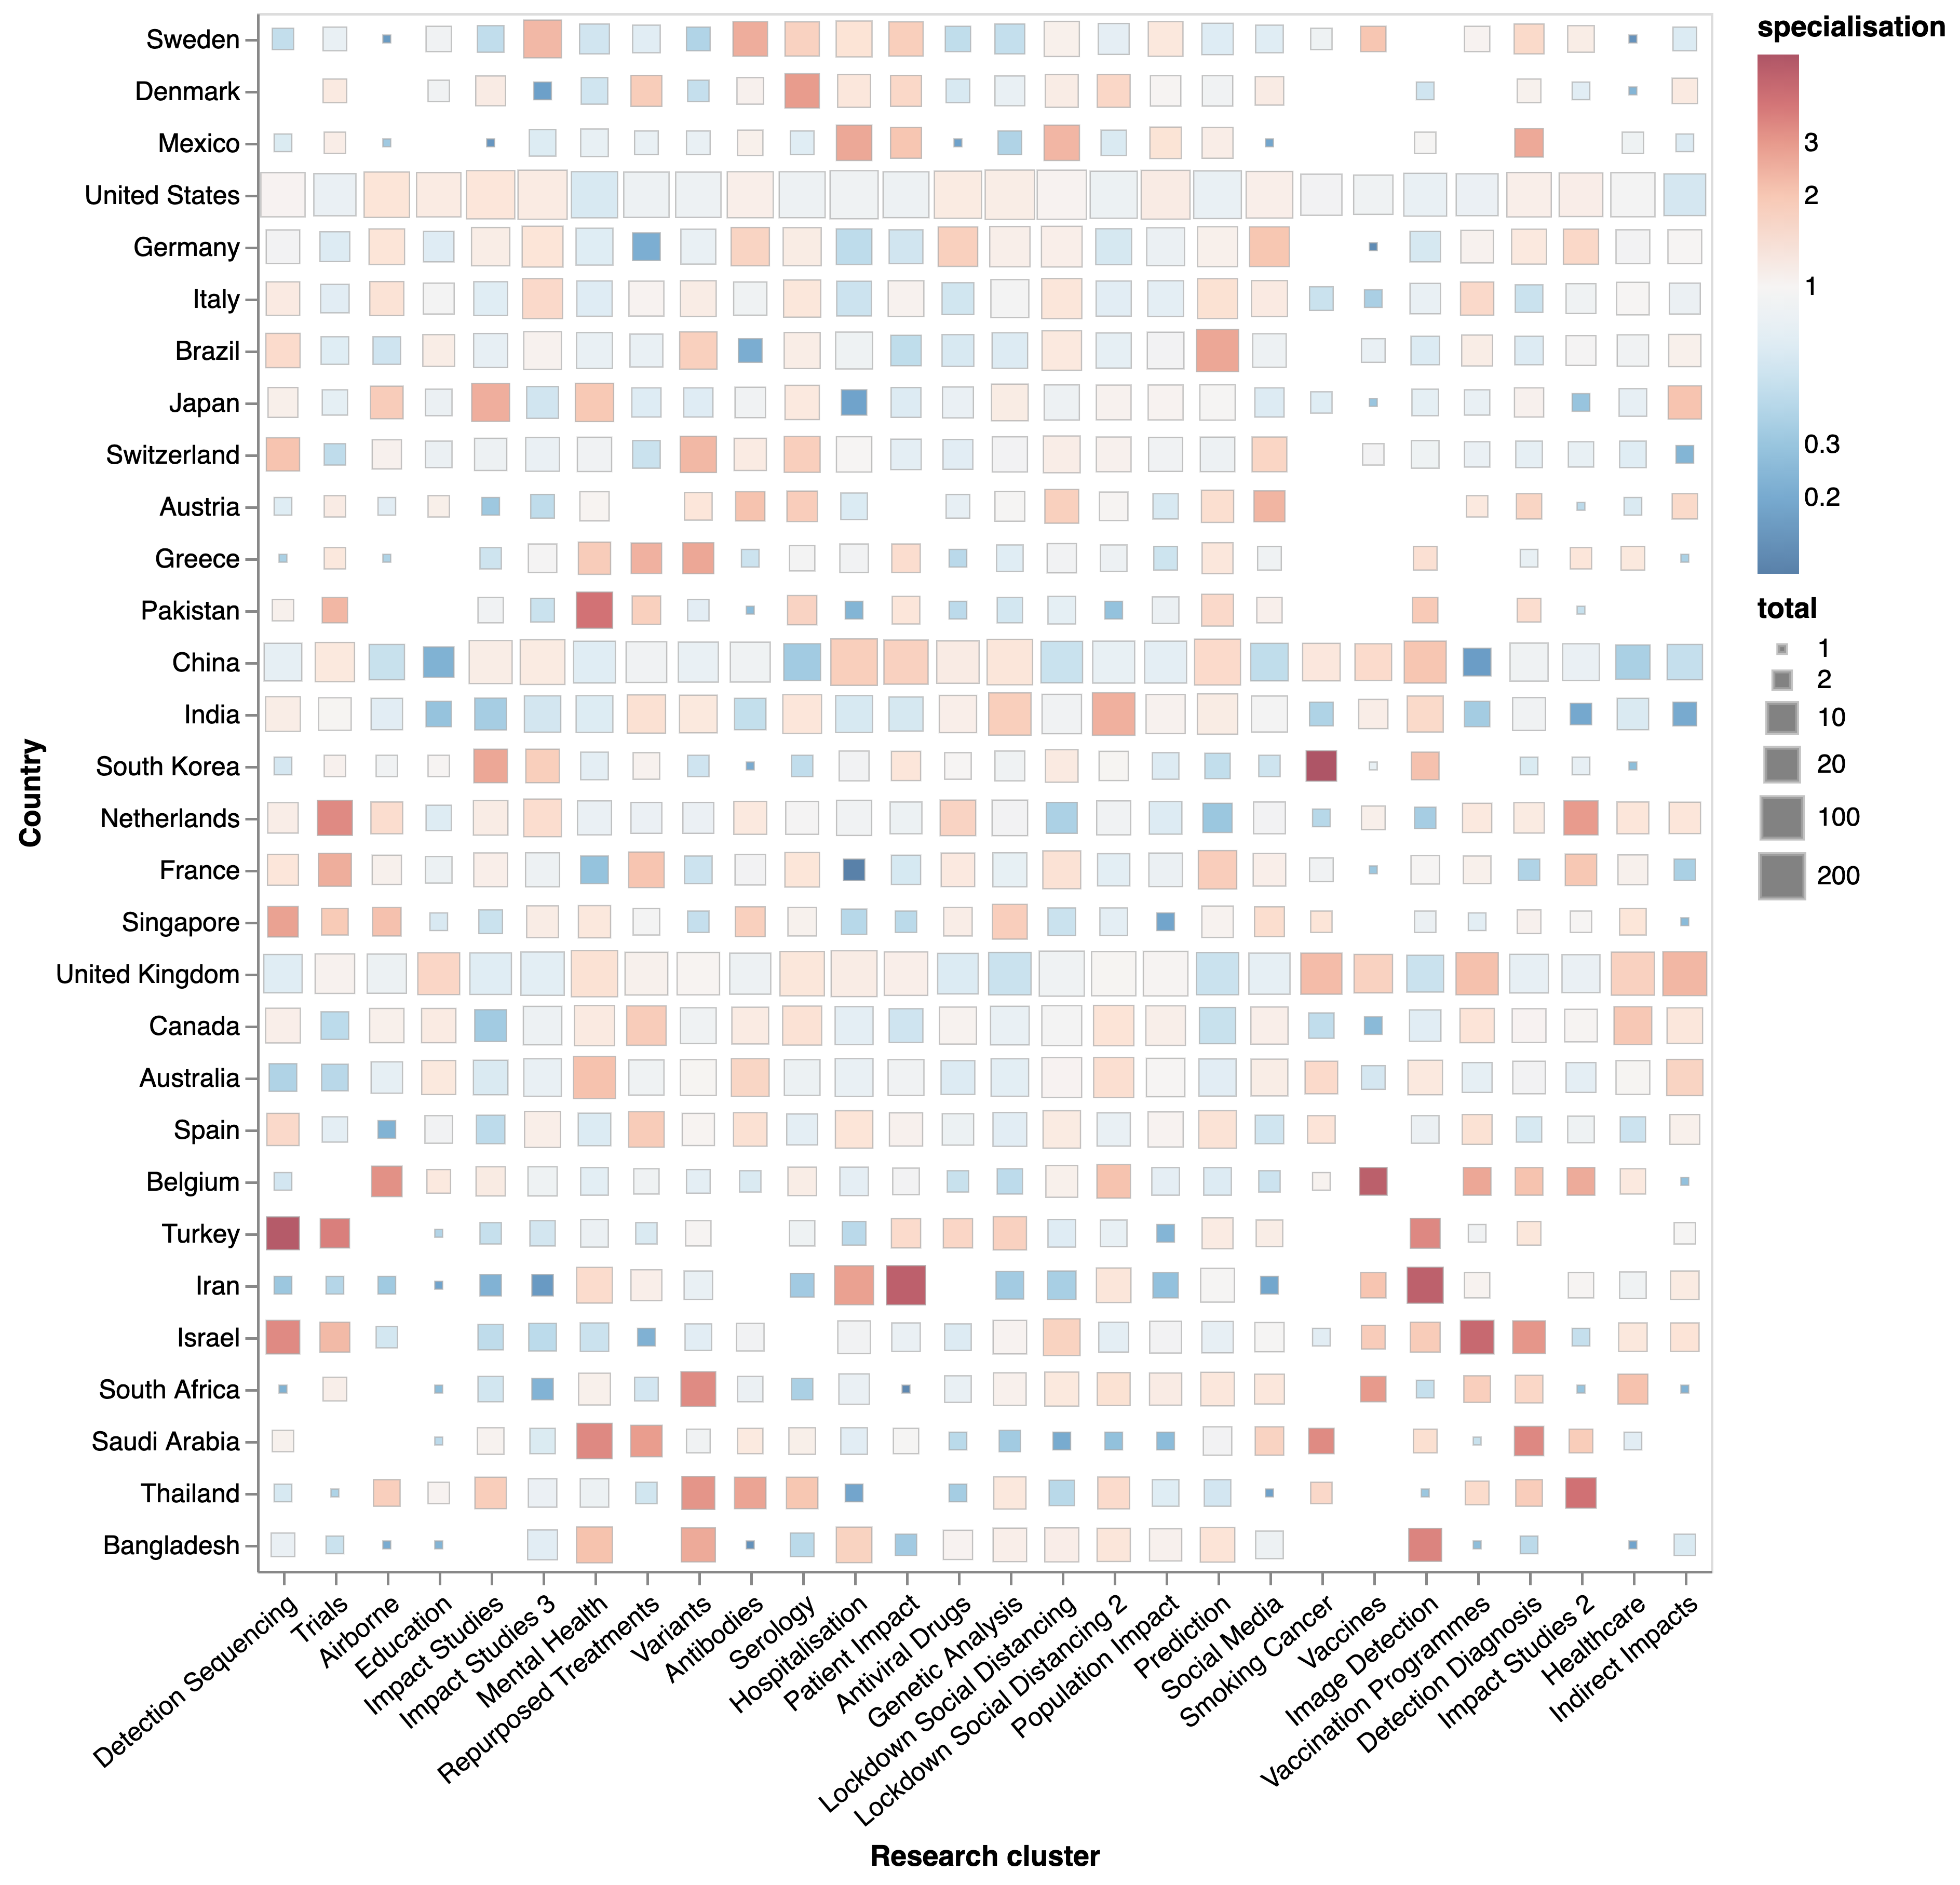 Country
Sweden
Denmark
Mexico
United States
Germany
Italy
Brazil
Japan
Switzerland
Austria
Greece
Pakistan
China
India
South Korea
Netherlands
France
Singapore
United Kingdom
Canada
Australia
Spain
Belgium
Turkey
Iran
Israel
South Africa
Saudi Arabia
Thailand
Bangladesh
Detection Sequencing
Trials
Airborne
Education
Impact Studies
Impact Studies 3
Mental Health
Repurposed Treatments
Variants
Antibodies
Serology
Hospitalisation
Patient Impact
Antiviral Drugs
Genetic Analysis
Lockdown Social Distancing
Lockdown Social Distancing 2
Population Impact
Prediction
Social Media
Smoking Cancer
Vaccines
Image Detection
Vaccination Programmes
Detection Diagnosis
Impact Studies 2
Healthcare
Indirect Impacts
Research cluster
specialisation
3
2
1
0.3
0.2
total
1
2
10
20
100
200